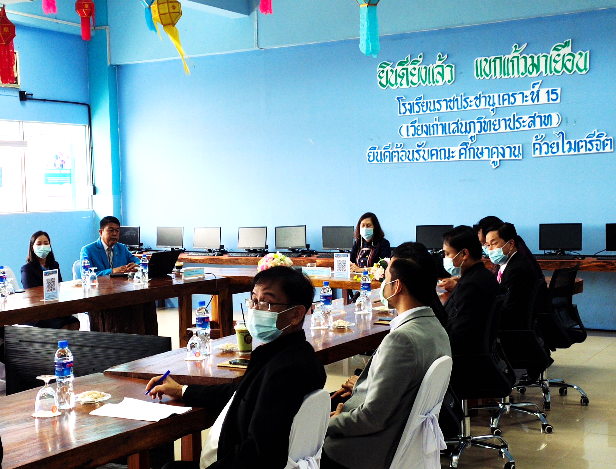 ยินดียิ่งแล้ว แขกแก้วมาเยือน
โรงเรียนราชประชานุเคราะห์ 15
(เวียงเก่าแสนภูวิทยาประสาท)
ยินดีต้อนรับคณะศึกษาดูงาน ด้วยไมตรีจิต